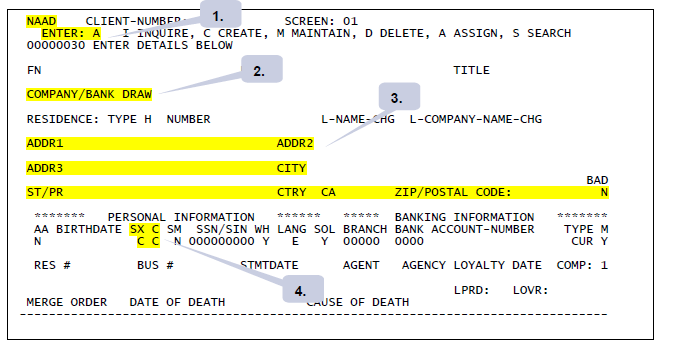 NAAD CLIENT-NUMBER: 1. SCREEN: 01
ENTER: A I INQUIRE, C CREATE, M MAINTAIN, D DELETE, A ASSIGN, S SEARCH
00000030 ENTER DETAILS BELOW
FN 2. TITLE
COMPANY/BANK DRAW 3.
RESIDENCE: TYPE H NUMBER L-NAME-CHG L-COMPANY-NAME-CHG
ADDR1 ADDR2
ADDR3 CITY
BAD
ST/PR CTRY CA ZIP/POSTAL CODE: N
******* PERSONAL INFORMATION ****** ***** BANKING INFORMATION *******
AA BIRTHDATE SX C SM SSN/SIN WH LANG SOL BRANCH BANK ACCOUNT-NUMBER TYPE M
N C C N 000000000 Y E Y 00000 0000 CUR Y
RES # BUS # STMTDATE AGENT AGENCY LOYALTY DATE COMP: 1
4. LPRD: LOVR:
MERGE ORDER DATE OF DEATH CAUSE OF DEATH